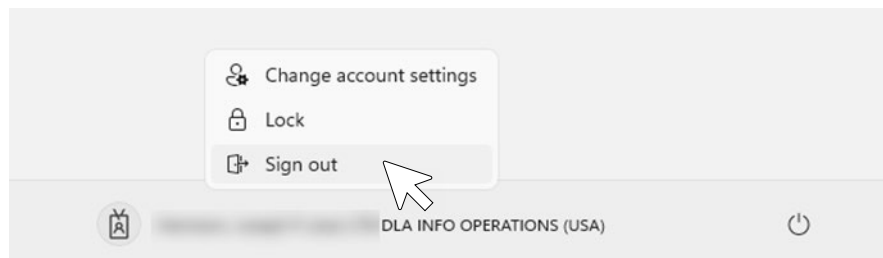 Change account settings
Lock
Sign out
DLA INFO OPERATIONS (USA)